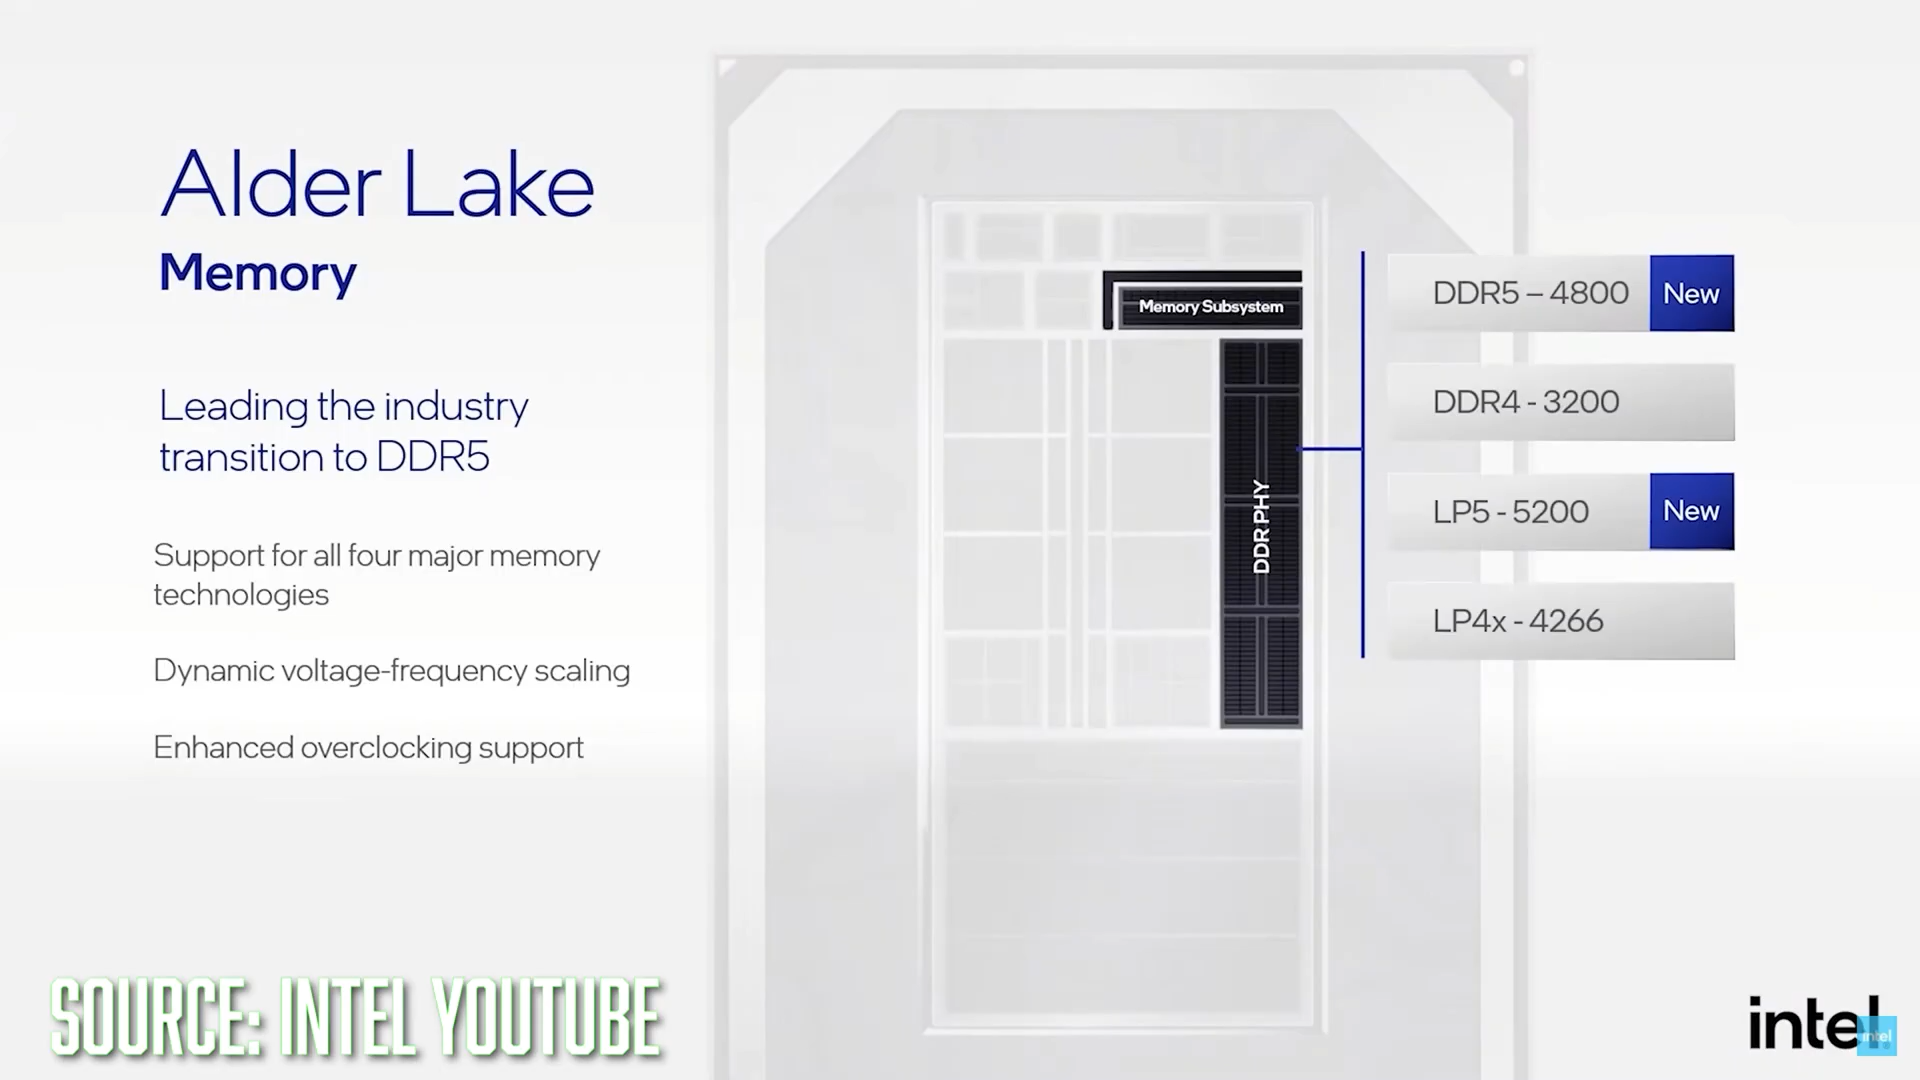 Alder Lake
Memory
Leading the industry
transition to DDR5
Support for all four major memory
technologies
Dynamic voltage-frequency scaling
Enhanced overclocking support
Memory Subsystem
DDR PHY
DDR5 – 4800
New
DDR4 - 3200
LP5 - 5200
New
LP4x - 4266
SOURCE: INTEL YOUTUBE
intel.
intel